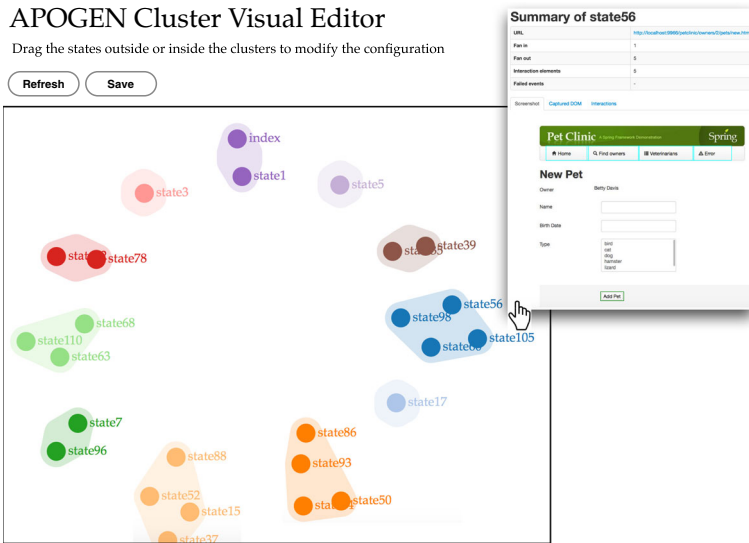 APOGEN Cluster Visual Editor
Drag the states outside or inside the clusters to modify the configuration
Refresh
Save
index
state1
state3
state5
state78
state39
state68
state110
state63
state56
state98
state105
state17
state7
state96
state88
state52
state15
state37
state86
state93
state50
Summary of state56
URL
Fan in 1
Fan out 5
Interaction elements 5
Failed events -
Screenshot Captured DOM Interactions
Pet Clinic
Spring
Home Find owners Veterinarians Error
New Pet
Owner Betty Davis
Name
Birth Date
Type
bird
cat
dog
hamster
lizard
Add Pet